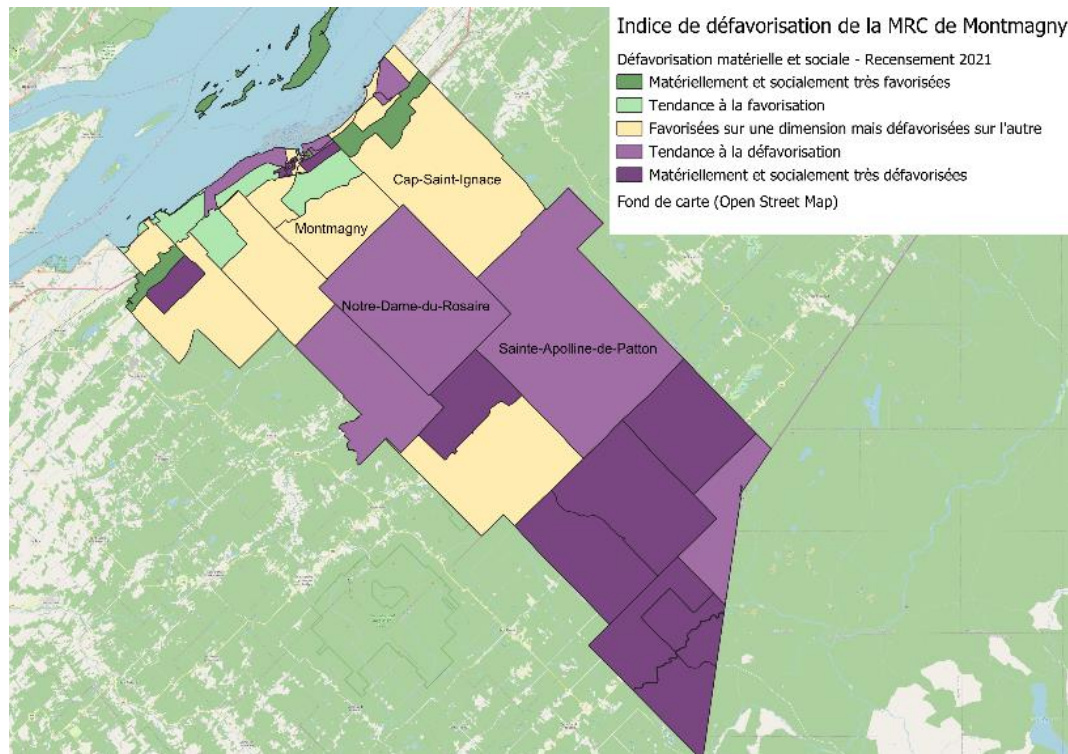 Indice de défavorisation de la MRC de Montmagny
Défavorisation matérielle et sociale - Recensement 2021
Matériellement et socialement très favorisées
Tendance à la favorisation
Favorisées sur une dimension mais défavorisées sur l'autre
Tendance à la défavorisation
Matériellement et socialement très défavorisées
Fond de carte (Open Street Map)
Cap-Saint-Ignace
Montmagny
Notre-Dame-du-Rosaire
Sainte-Apolline-de-Patton